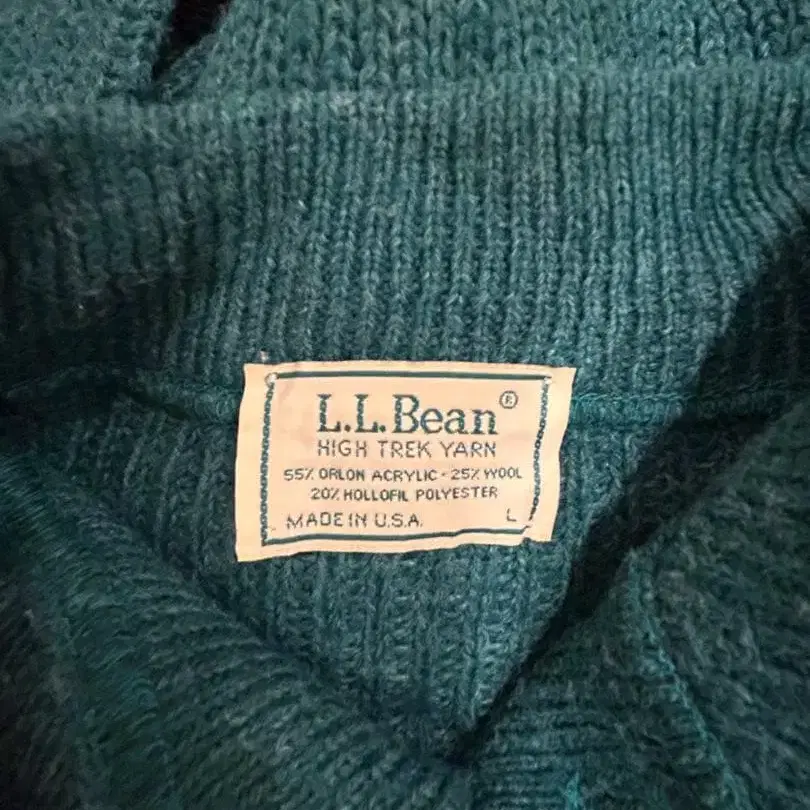 L.L.Bean®
HIGH TREK YARN
55% ORLON ACRYLIC - 25% WOOL
20% HOLLOFIL POLYESTER
MADE IN U.S.A. L